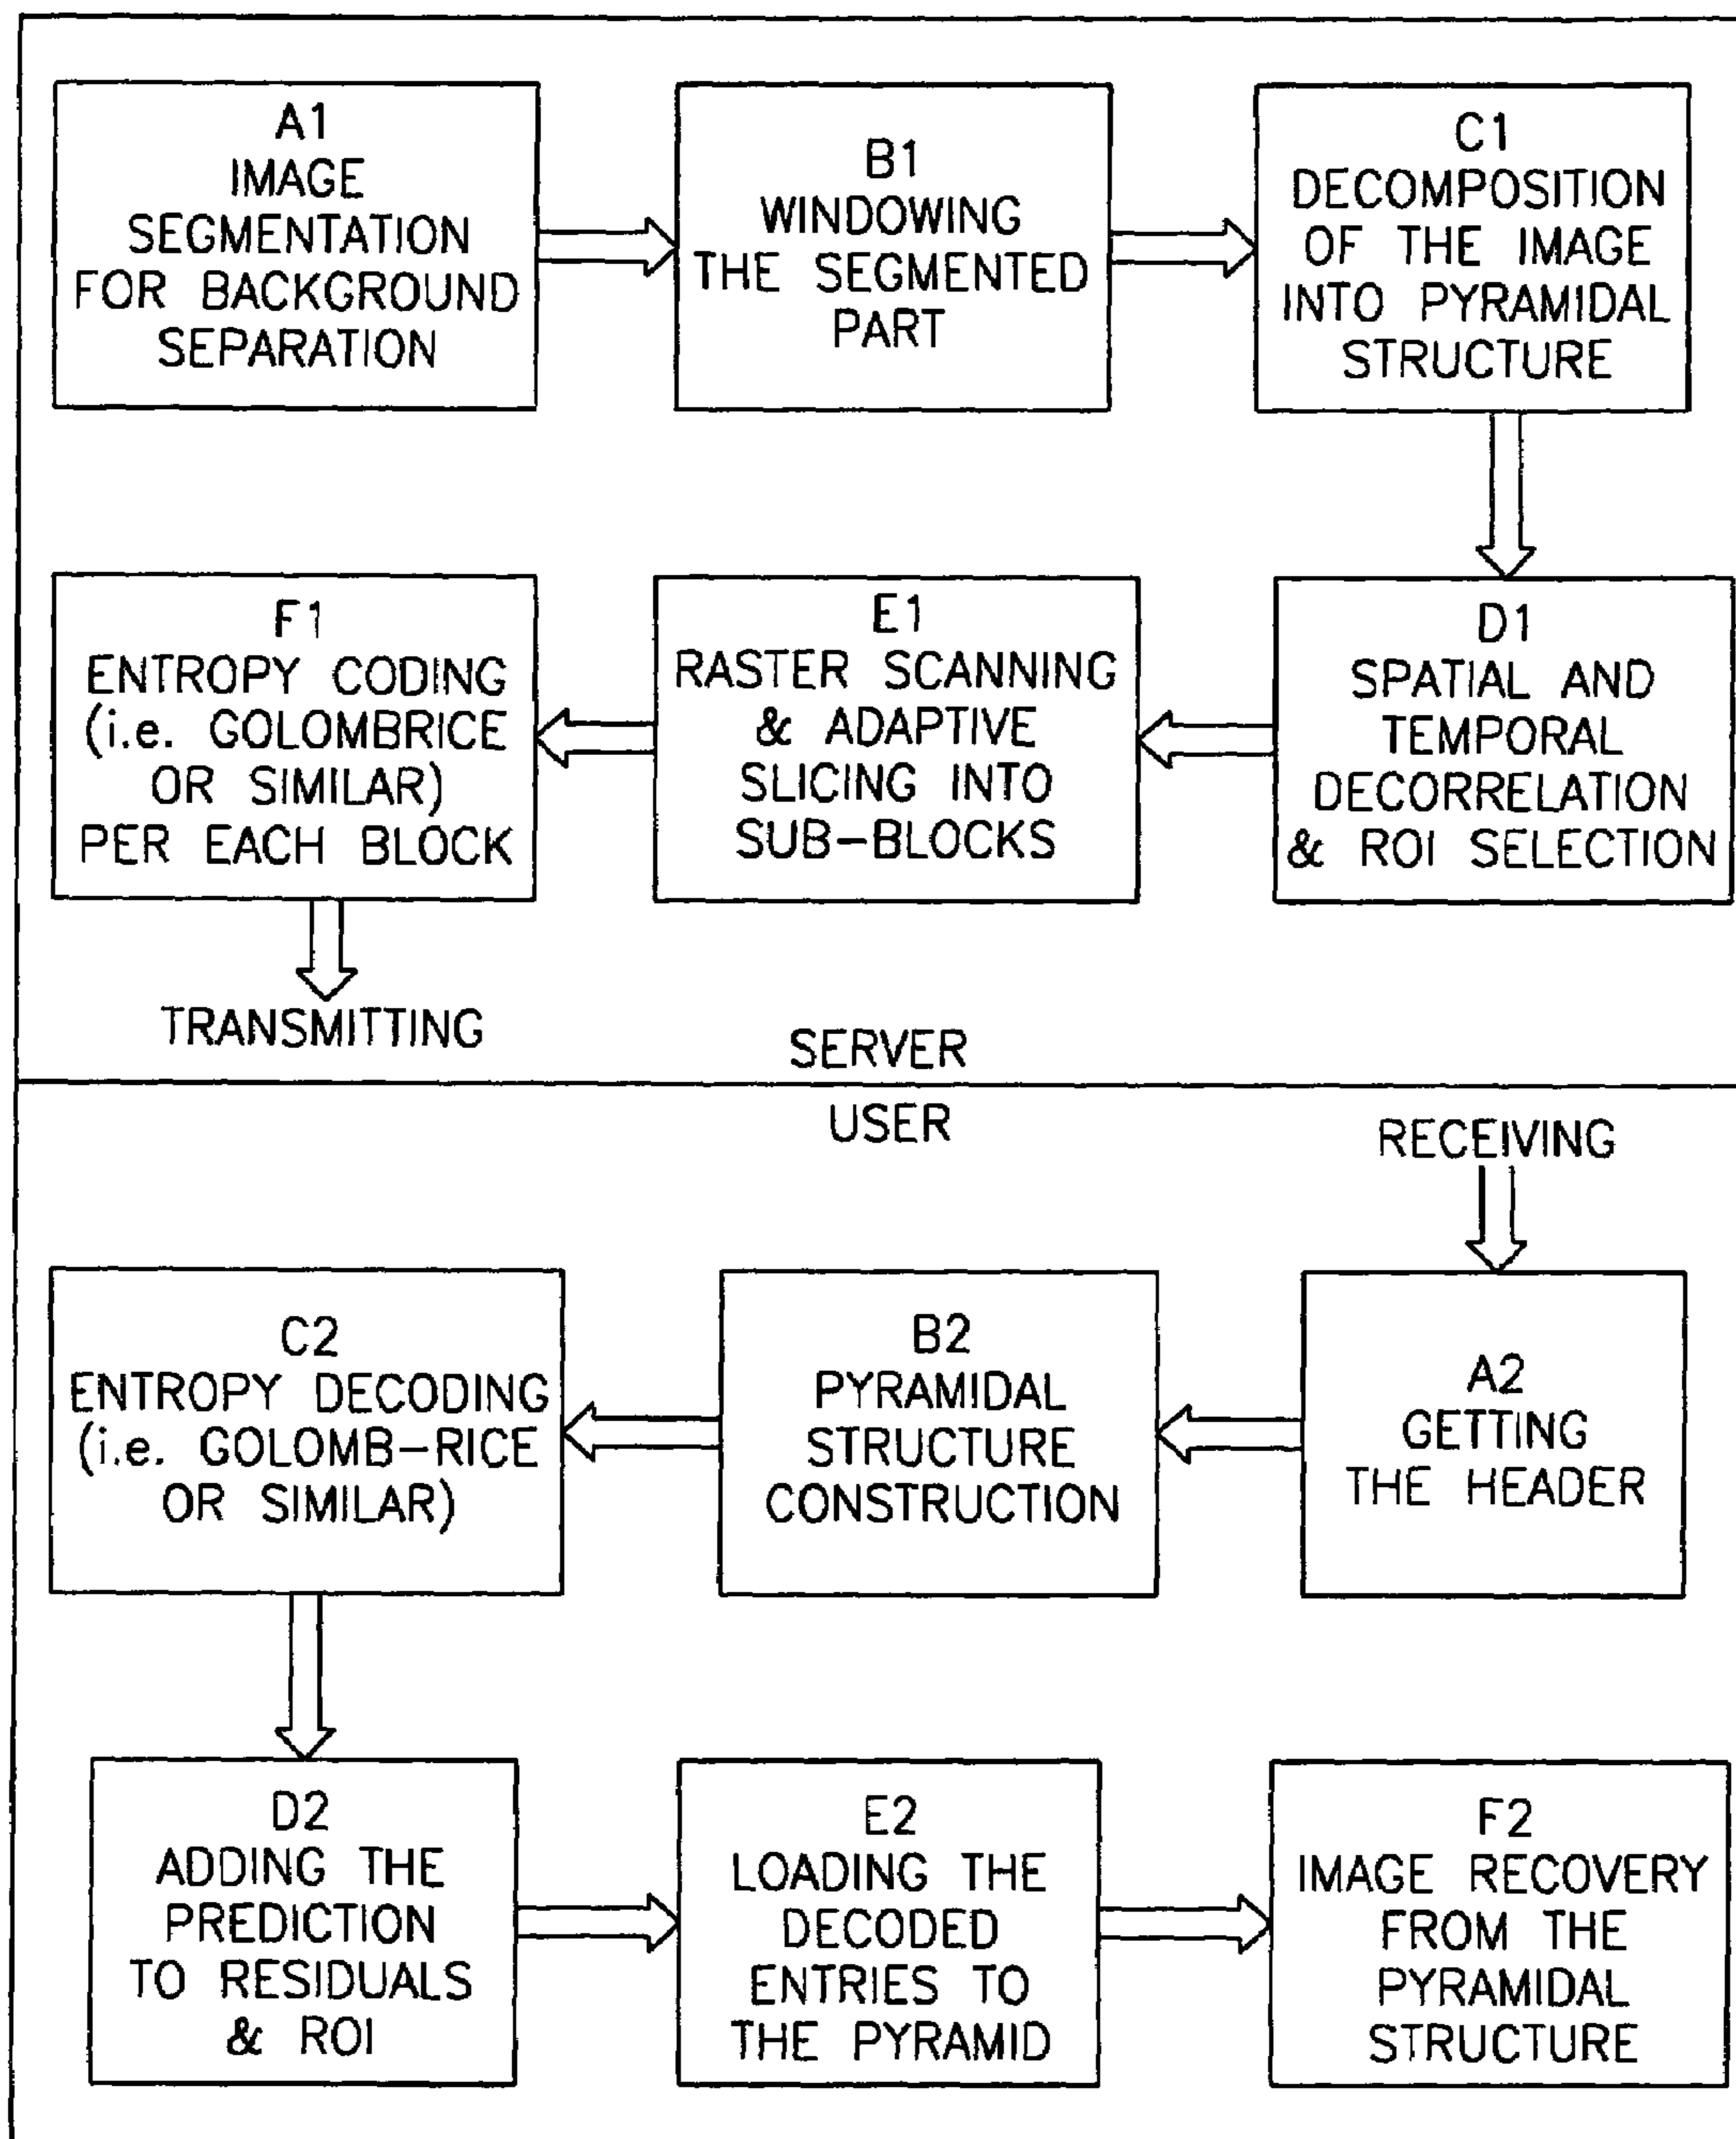 A1
IMAGE
SEGMENTATION
FOR BACKGROUND
SEPARATION
B1
WINDOWING
THE SEGMENTED
PART
C1
DECOMPOSITION
OF THE IMAGE
INTO PYRAMIDAL
STRUCTURE
D1
SPATIAL AND
TEMPORAL
DECORRELATION
& ROI SELECTION
E1
RASTER SCANNING
& ADAPTIVE
SLICING INTO
SUB-BLOCKS
F1
ENTROPY CODING
(i.e. GOLOMBRICE
OR SIMILAR)
PER EACH BLOCK
TRANSMITTING
SERVER
USER
RECEIVING
A2
GETTING
THE HEADER
B2
PYRAMIDAL
STRUCTURE
CONSTRUCTION
C2
ENTROPY DECODING
(i.e. GOLOMB-RICE
OR SIMILAR)
D2
ADDING THE
PREDICTION
TO RESIDUALS
& ROI
E2
LOADING THE
DECODED
ENTRIES TO
THE PYRAMID
F2
IMAGE RECOVERY
FROM THE
PYRAMIDAL
STRUCTURE